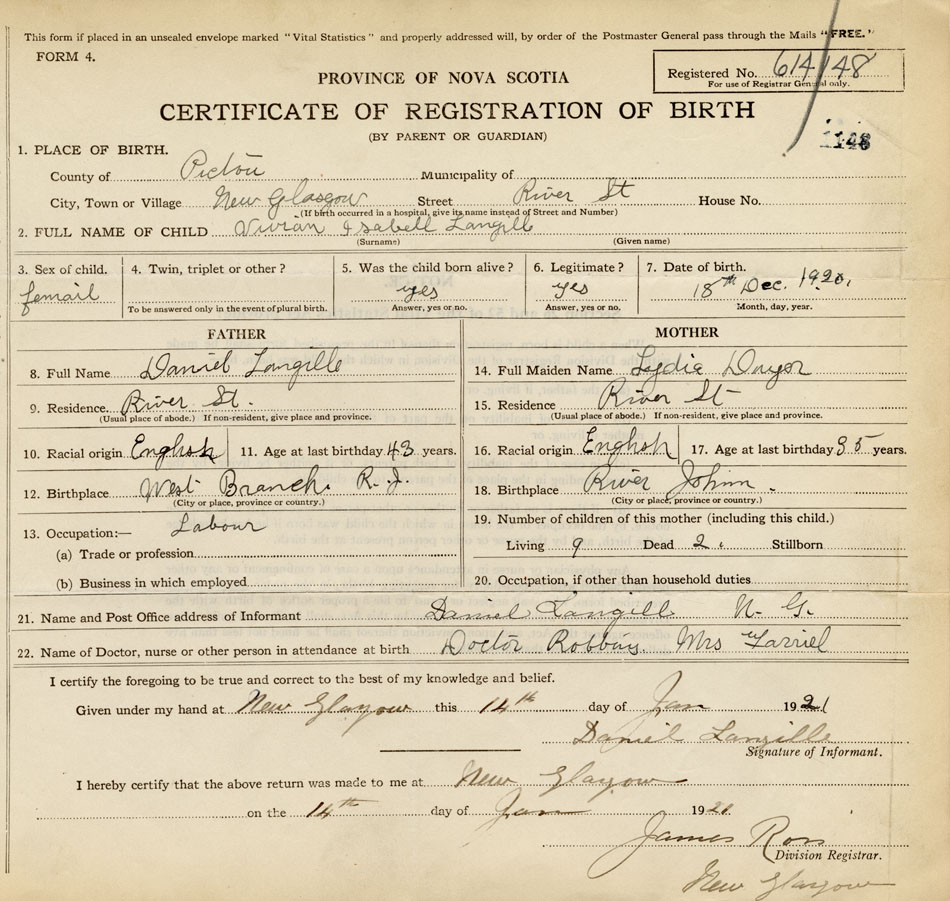 This form if placed in an unsealed envelope marked "Vital Statistics" and properly addressed will, by order of the Postmaster General pass through the Mails "FREE."
FORM 4.
Registered No. 614/148
For use of Registrar General only.
PROVINCE OF NOVA SCOTIA
CERTIFICATE OF REGISTRATION OF BIRTH
(BY PARENT OR GUARDIAN)
1148
1. PLACE OF BIRTH.
County of Pictou Municipality of
City, Town or Village New Glasgow Street River St House No.
(If birth occurred in a hospital, give its name instead of Street and Number)
2. FULL NAME OF CHILD Vivian Isabell Langill
(Surname) (Given name)
3. Sex of child. 4. Twin, triplet or other? 5. Was the child born alive? 6. Legitimate? 7. Date of birth.
femail yes yes 18th Dec. 1920.
To be answered only in the event of plural birth. Answer, yes or no. Answer, yes or no. Month, day, year.
FATHER MOTHER
8. Full Name Daniel Langille 14. Full Maiden Name Lydia
9. Residence. River St. 15. Residence River St
(Usual place of abode.) If non-resident, give place and province. (Usual place of abode.) If non-resident, give place and province.
10. Racial origin English 11. Age at last birthday 43 years. 16. Racial origin English 17. Age at last birthday 35 years.
12. Birthplace West Branch R. J. 18. Birthplace River John.
(City or place, province or country.) (City or place, province or country.)
13. Occupation:— Labour 19. Number of children of this mother (including this child.)
(a) Trade or profession Living 9 Dead 2. Stillborn
(b) Business in which employed 20. Occupation, if other than household duties
21. Name and Post Office address of Informant Daniel Langill N. G.
22. Name of Doctor, nurse or other person in attendance at birth Doctor Mrs
I certify the foregoing to be true and correct to the best of my knowledge and belief.
Given under my hand at New Glasgow this 14th day of Jan 1921
Daniel Langille
Signature of Informant.
I hereby certify that the above return was made to me at New Glasgow
on the 14th day of Jan 1921.
James Ross
Division Registrar.
New Glasgow